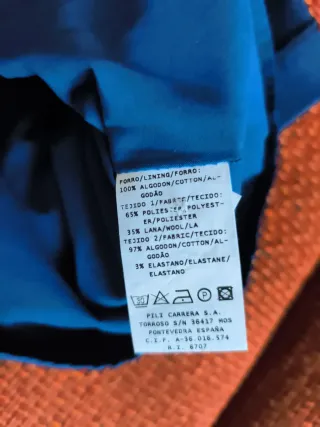 FORRO/LINING/FORRO:
100% ALGODON/COTTON/AL-
GODÃO
TEJIDO 1/FABRIC/TECIDO:
65% POLIESTER/POLYEST-
ER/POLIESTER
35% LANA/WOOL/LA
TEJIDO 2/FABRIC/TECIDO:
97% ALGODON/COTTON/AL-
GODÃO
3% ELASTANO/ELASTANE/
ELASTANO
30
P
PILI CARRERA S.A.
TORROSO S/N 36417 MOS
PONTEVEDRA ESPAÑA
C.I.F. A-36.016.574
R.I. 6707